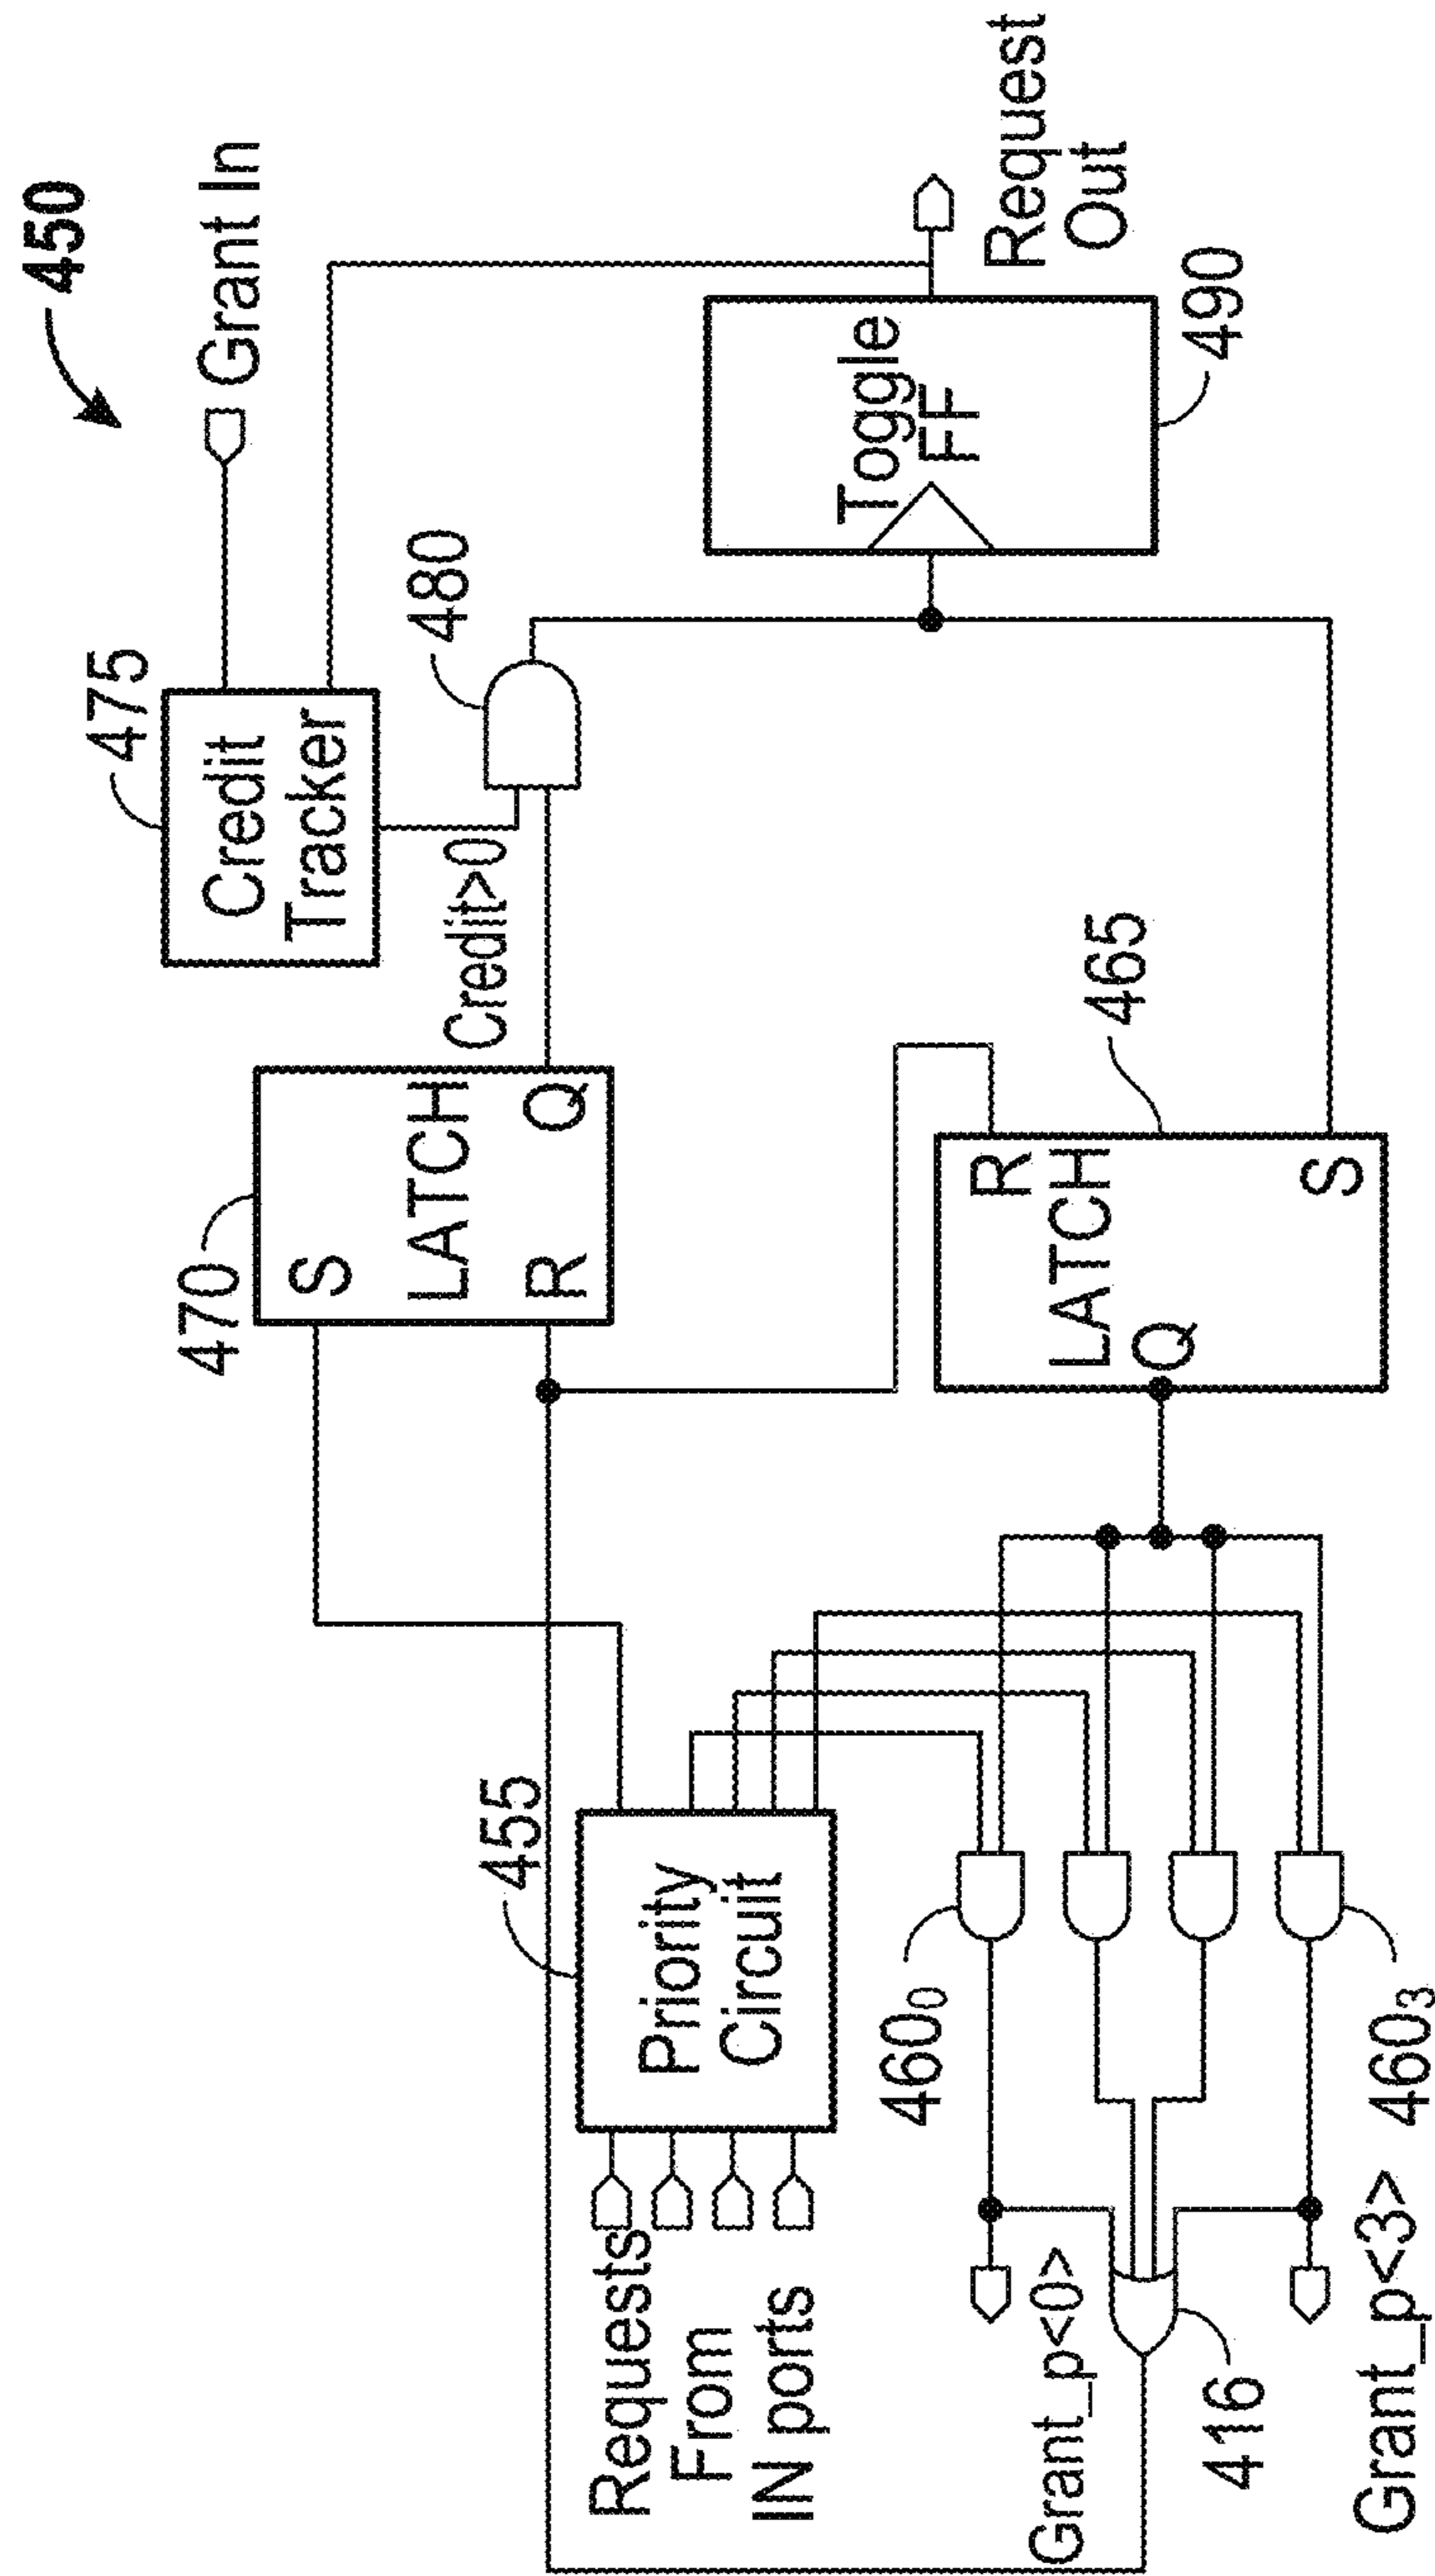 450
Grant In
475
Credit
Tracker
480
470
S
LATCH
R
Q
Credit>0
Toggle
FF
490
Request
Out
455
Priority
Circuit
Requests
From
IN ports
R
LATCH
Q
S
465
460₀
460₃
Grant_p<0>
416
Grant_p<3>